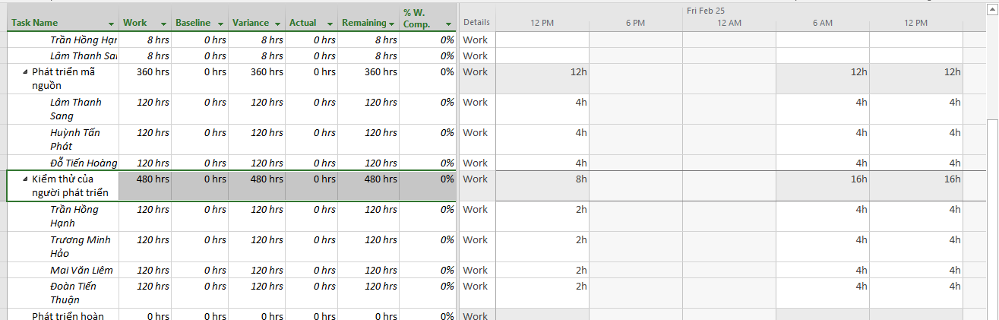 Fri Feb 25
% W.
Task Name Work Baseline Variance Actual Remaining Comp. Details 12 PM 6 PM 12 AM 6 AM 12 PM
Trần Hồng Hạn 8 hrs 0 hrs 8 hrs 0 hrs 8 hrs 0% Work
Lâm Thanh Sa 8 hrs 0 hrs 8 hrs 0 hrs 8 hrs 0% Work
Phát triển mã 360 hrs 0 hrs 360 hrs 0 hrs 360 hrs 0% Work 12h 12h 12h
nguồn
Lâm Thanh 120 hrs 0 hrs 120 hrs 0 hrs 120 hrs 0% Work 4h 4h 4h
Sang
Huỳnh Tấn 120 hrs 0 hrs 120 hrs 0 hrs 120 hrs 0% Work 4h 4h 4h
Phát
Đỗ Tiến Hoàng 120 hrs 0 hrs 120 hrs 0 hrs 120 hrs 0% Work 4h 4h 4h
Kiểm thử của 480 hrs 0 hrs 480 hrs 0 hrs 480 hrs 0% Work 8h 16h 16h
người phát triển
Trần Hồng 120 hrs 0 hrs 120 hrs 0 hrs 120 hrs 0% Work 2h 4h 4h
Hạnh
Trương Minh 120 hrs 0 hrs 120 hrs 0 hrs 120 hrs 0% Work 2h 4h 4h
Hảo
Mai Văn Liêm 120 hrs 0 hrs 120 hrs 0 hrs 120 hrs 0% Work 2h 4h 4h
Đoàn Tiến 120 hrs 0 hrs 120 hrs 0 hrs 120 hrs 0% Work 2h 4h 4h
Thuận
Phát triển hoàn 0 hrs 0 hrs 0 hrs 0 hrs 0 hrs 0% Work